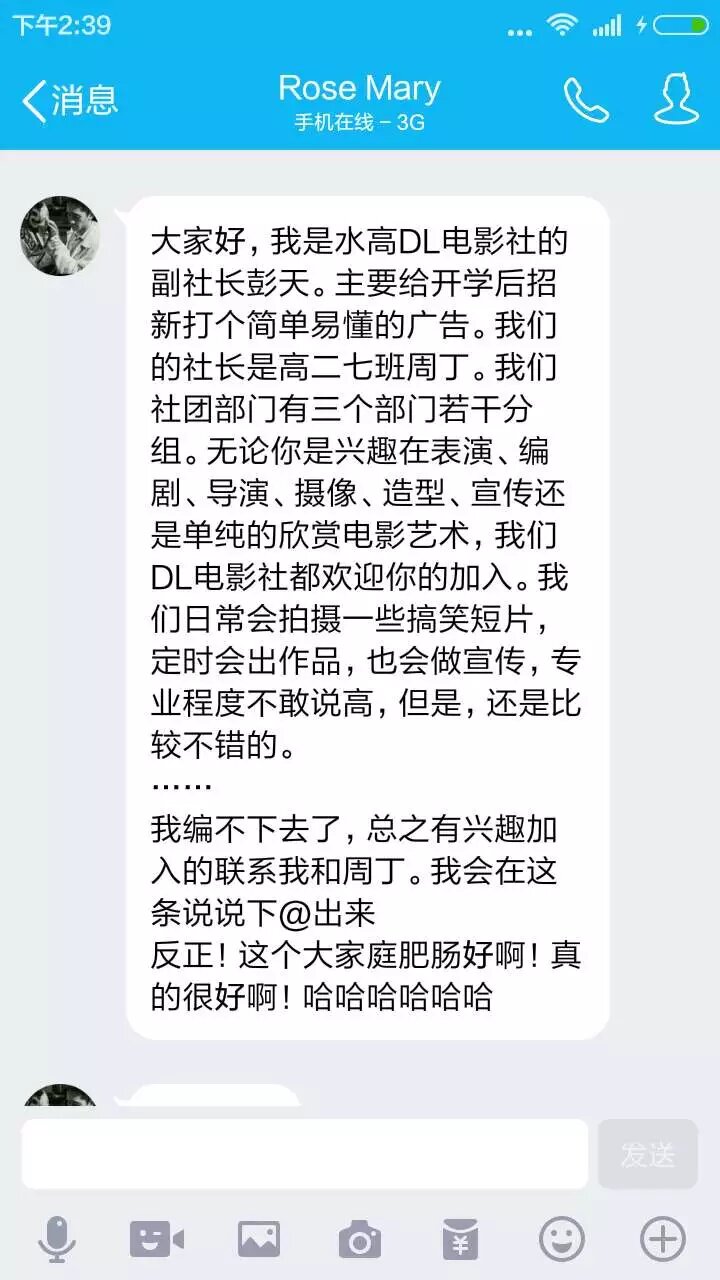 下午2:39
消息
Rose Mary
手机在线 - 3G
大家好，我是水高DL电影社的
副社长彭天。主要给开学后招
新打个简单易懂的广告。我们
的社长是高二七班周丁。我们
社团部门有三个部门若干分
组。无论你是兴趣在表演、编
剧、导演、摄像、造型、宣传还
是单纯的欣赏电影艺术，我们
DL电影社都欢迎你的加入。我
们日常会拍摄一些搞笑短片，
定时会出作品，也会做宣传，专
业程度不敢说高，但是，还是比
较不错的。
……
我编不下去了，总之有兴趣加
入的联系我和周丁。我会在这
条说说下@出来
反正！这个大家庭肥肠好啊！真
的很好啊！哈哈哈哈哈哈
发送